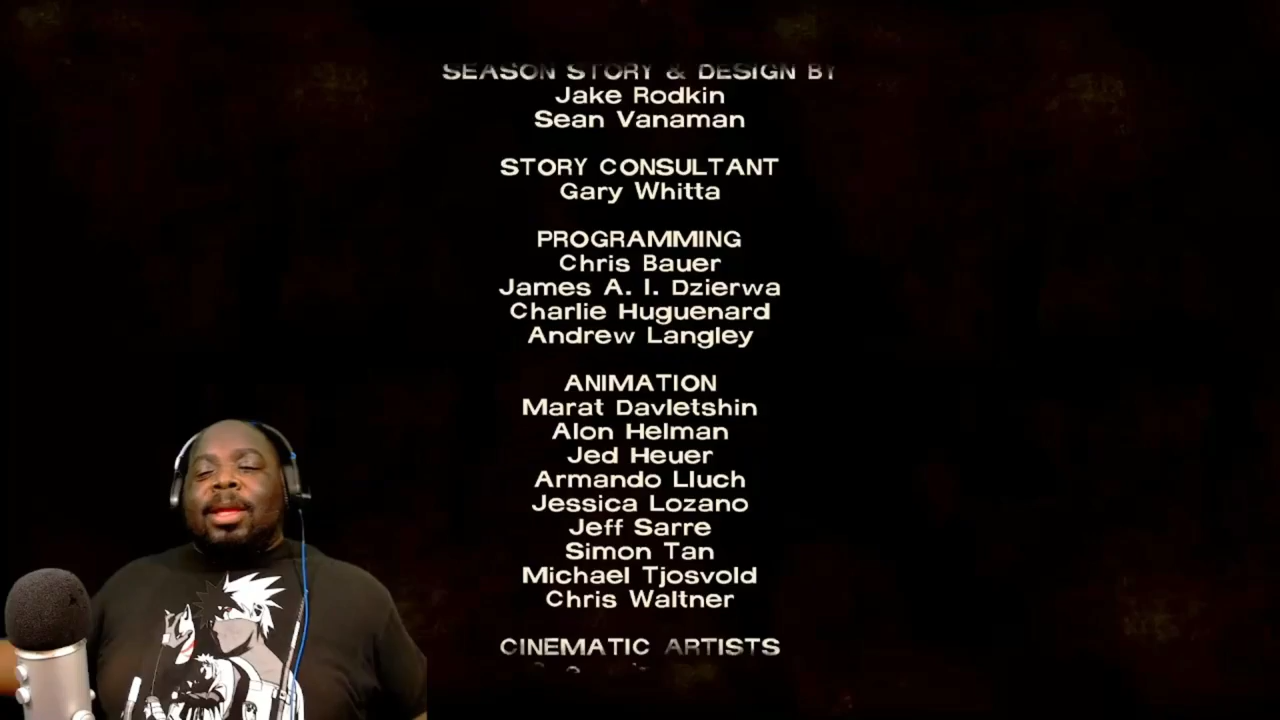 SEASON STORY & DESIGN BY
Jake Rodkin
Sean Vanaman
STORY CONSULTANT
Gary Whitta
PROGRAMMING
Chris Bauer
James A. I. Dzierwa
Charlie Huguenard
Andrew Langley
ANIMATION
Marat Davletshin
Alon Helman
Jed Heuer
Armando Lluch
Jessica Lozano
Jeff Sarre
Simon Tan
Michael Tjosvold
Chris Waltner
CINEMATIC ARTISTS